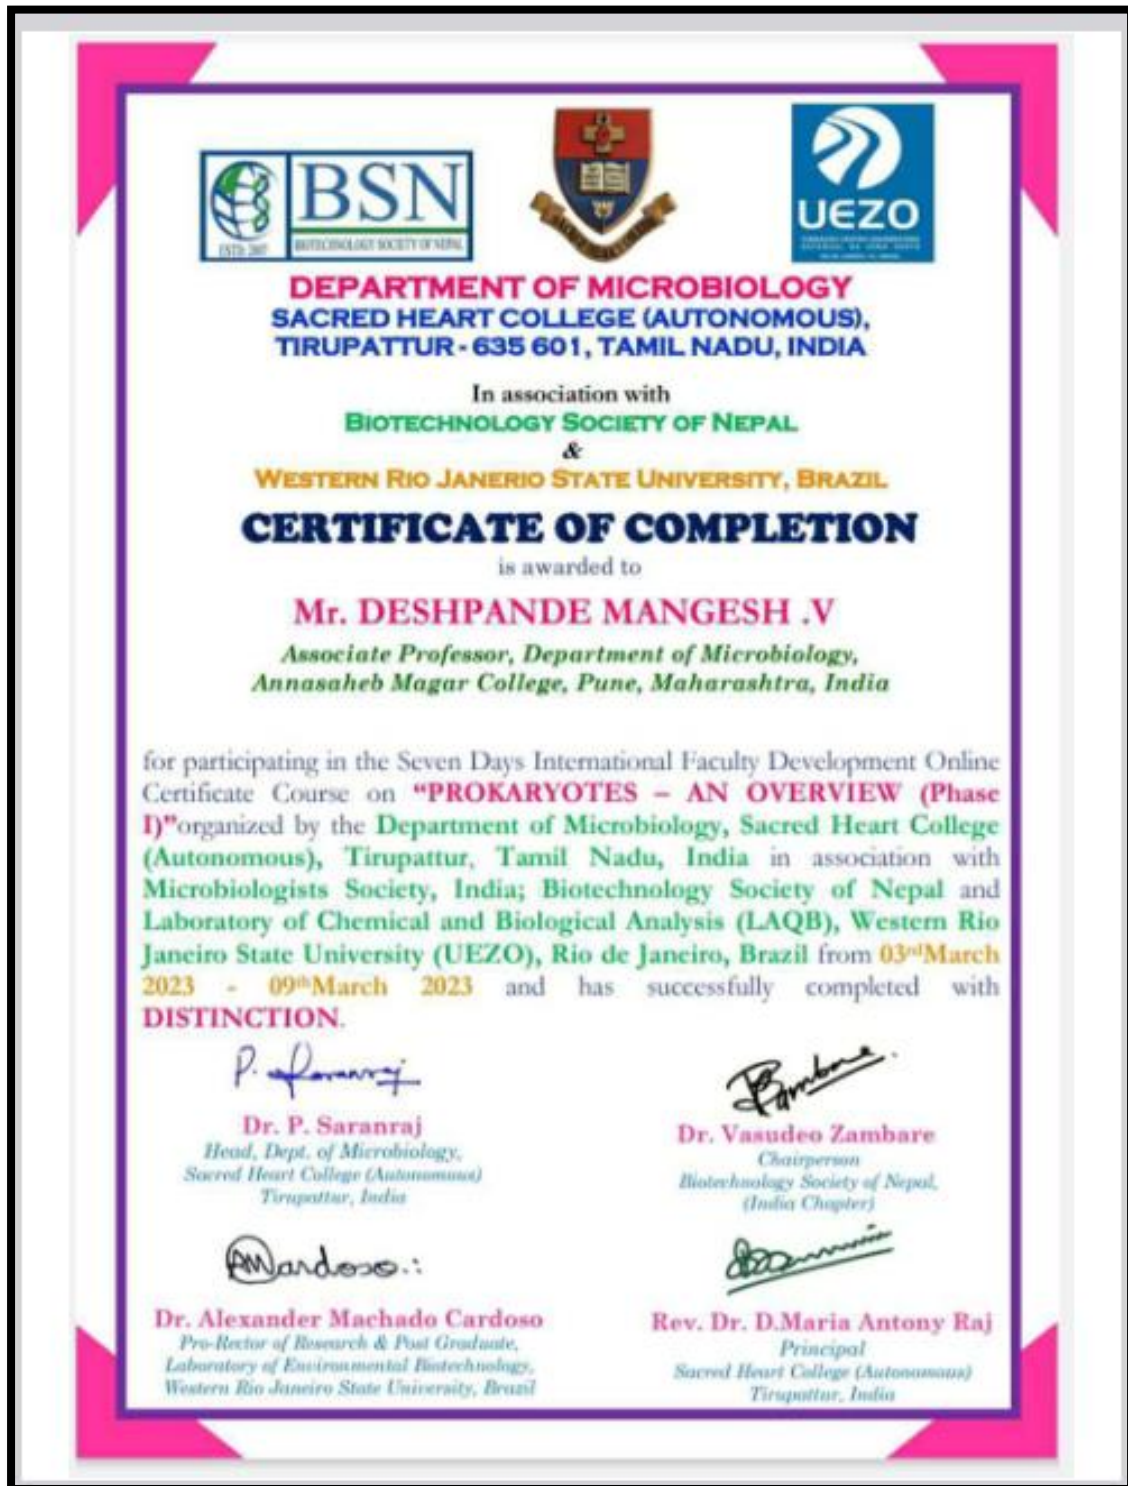 BSN
ESTD. 2007
BIOTECHNOLOGY SOCIETY OF NEPAL
UEZO
DEPARTMENT OF MICROBIOLOGY
SACRED HEART COLLEGE (AUTONOMOUS),
TIRUPATTUR - 635 601, TAMIL NADU, INDIA
In association with
BIOTECHNOLOGY SOCIETY OF NEPAL
&
WESTERN RIO JANERIO STATE UNIVERSITY, BRAZIL
CERTIFICATE OF COMPLETION
is awarded to
Mr. DESHPANDE MANGESH .V
Associate Professor, Department of Microbiology,
Annasaheb Magar College, Pune, Maharashtra, India
for participating in the Seven Days International Faculty Development Online
Certificate Course on “PROKARYOTES – AN OVERVIEW (Phase
I)”organized by the Department of Microbiology, Sacred Heart College
(Autonomous), Tirupattur, Tamil Nadu, India in association with
Microbiologists Society, India; Biotechnology Society of Nepal and
Laboratory of Chemical and Biological Analysis (LAQB), Western Rio
Janeiro State University (UEZO), Rio de Janeiro, Brazil from 03rdMarch
2023 - 09thMarch 2023 and has successfully completed with
DISTINCTION.
P. Saranraj
Dr. P. Saranraj
Head, Dept. of Microbiology,
Sacred Heart College (Autonomous)
Tirupattur, India
Dr. Vasudeo Zambare
Chairperson
Biotechnology Society of Nepal,
(India Chapter)
Dr. Alexander Machado Cardoso
Pro-Rector of Research & Post Graduate,
Laboratory of Environmental Biotechnology,
Western Rio Janeiro State University, Brazil
Rev. Dr. D.Maria Antony Raj
Principal
Sacred Heart College (Autonomous)
Tirupattur, India